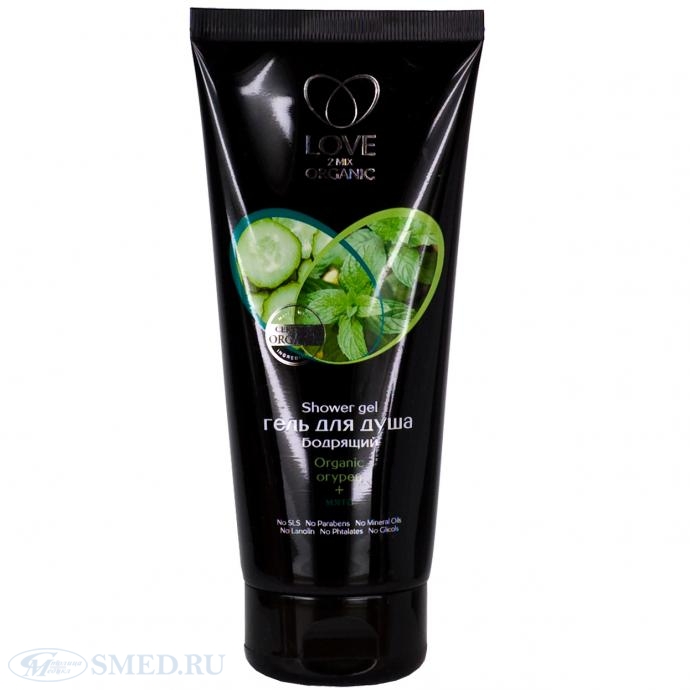 LOVE
2 MIX
ORGANIC
ORGANIC
Shower gel
гель для душа
бодрящий
Organic
огурец
+
No SLS No Parabens No Mineral Oils
No Lanolin No Phtalates No Glicols
SMED.RU